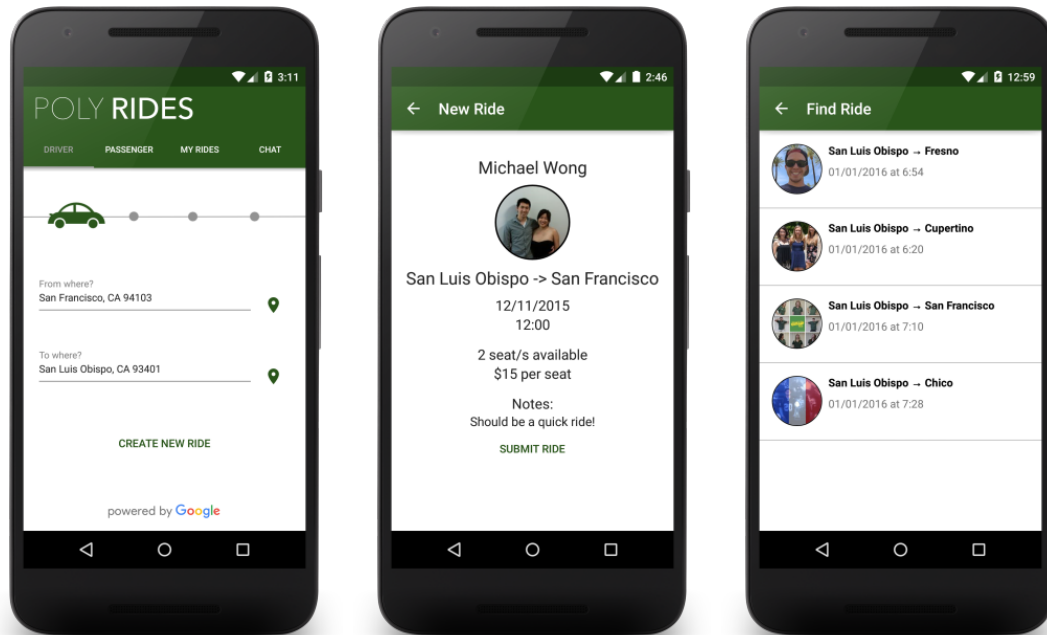 3:11
POLY RIDES
DRIVER PASSENGER MY RIDES CHAT
From where?
San Francisco, CA 94103
To where?
San Luis Obispo, CA 93401
CREATE NEW RIDE
powered by Google
2:46
← New Ride
Michael Wong
San Luis Obispo -> San Francisco
12/11/2015
12:00
2 seat/s available
$15 per seat
Notes:
Should be a quick ride!
SUBMIT RIDE
12:59
← Find Ride
San Luis Obispo → Fresno
01/01/2016 at 6:54
San Luis Obispo → Cupertino
01/01/2016 at 6:20
San Luis Obispo → San Francisco
01/01/2016 at 7:10
San Luis Obispo → Chico
01/01/2016 at 7:28